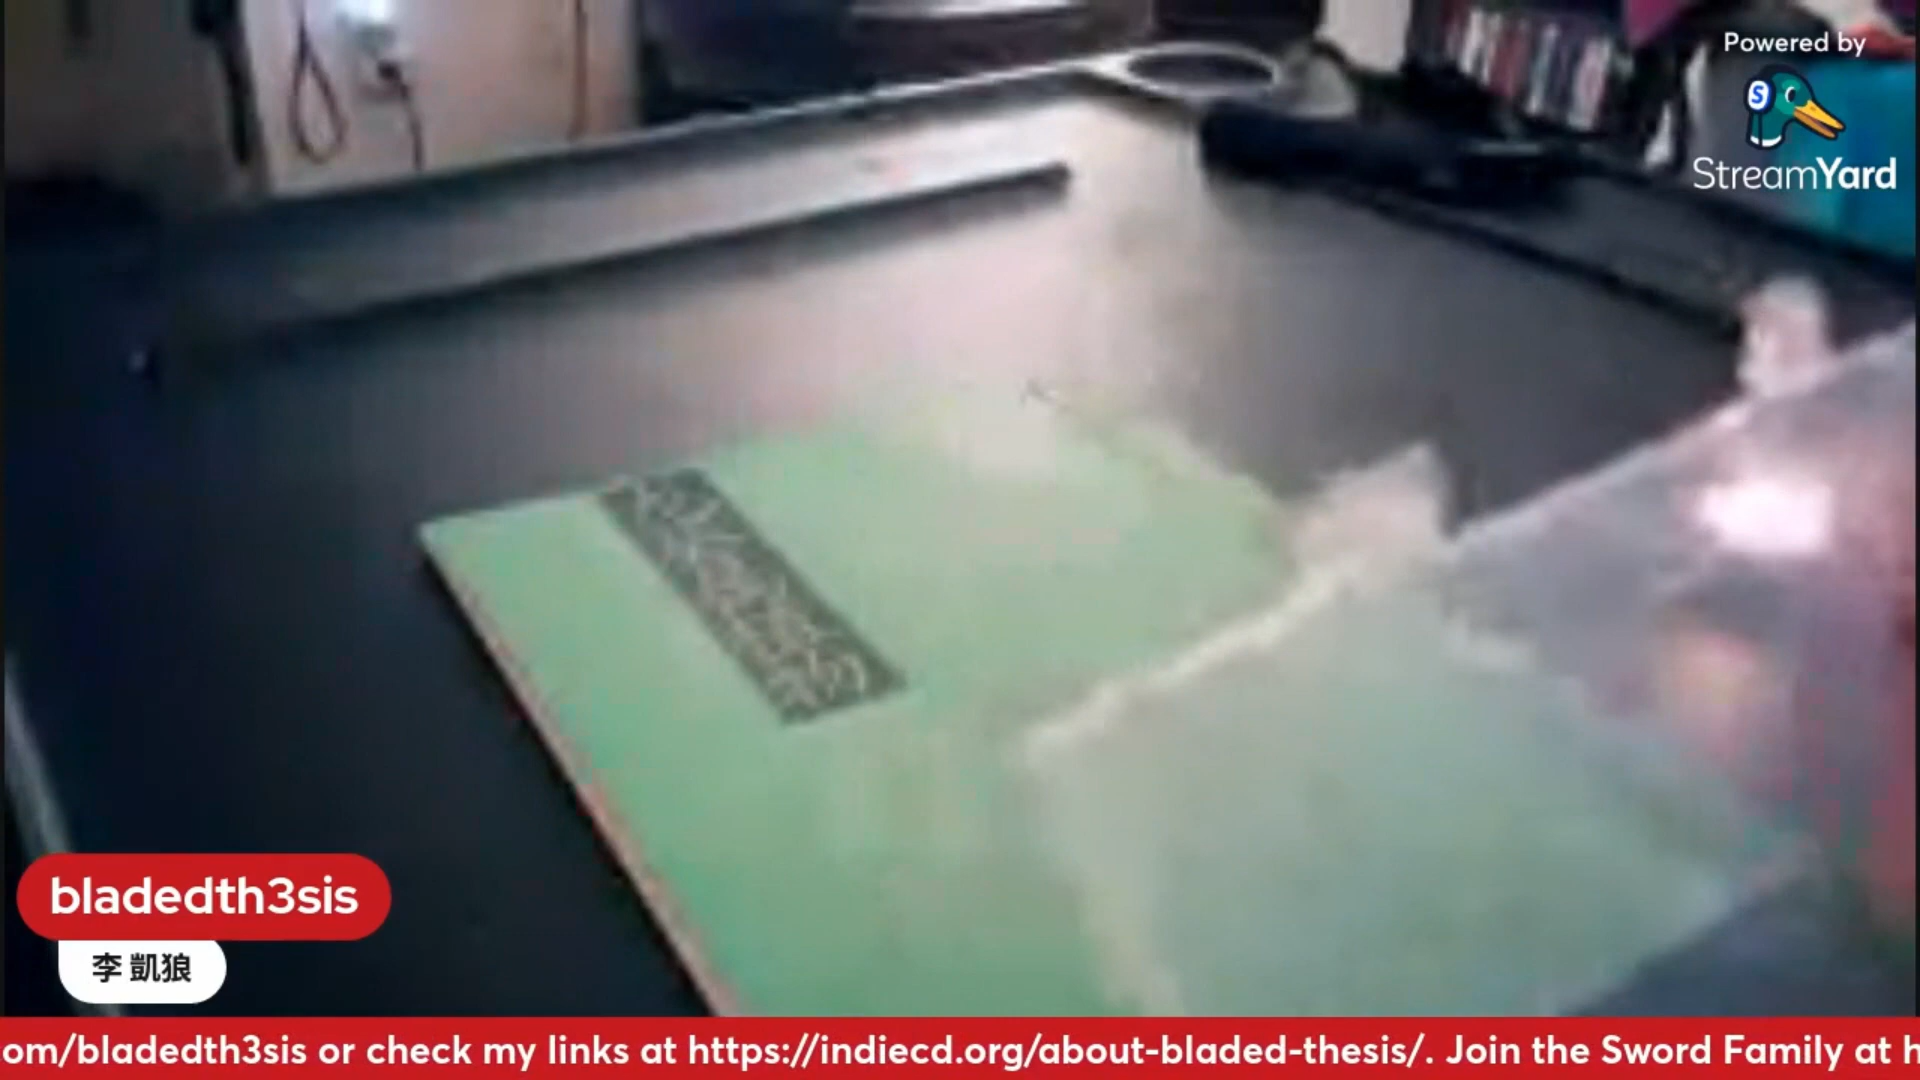 Powered by
S
StreamYard
bladedth3sis
李 凱狼
om/bladedth3sis or check my links at https://indiecd.org/about-bladed-thesis/. Join the Sword Family at h